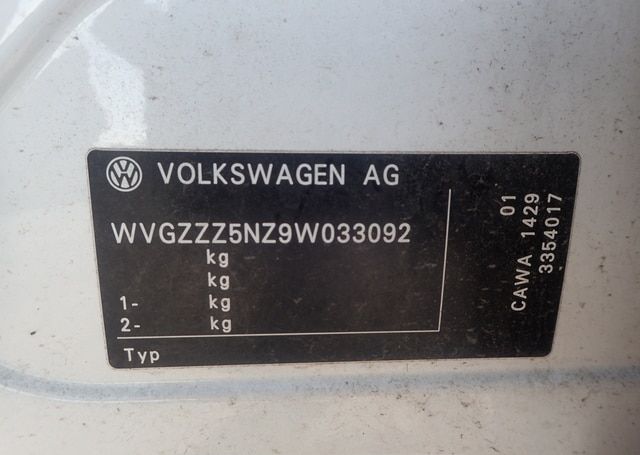 VOLKSWAGEN AG
WVGZZZ5NZ9W033092
kg
kg
1- kg
2- kg
Typ
01
CAWA 1429
3354017